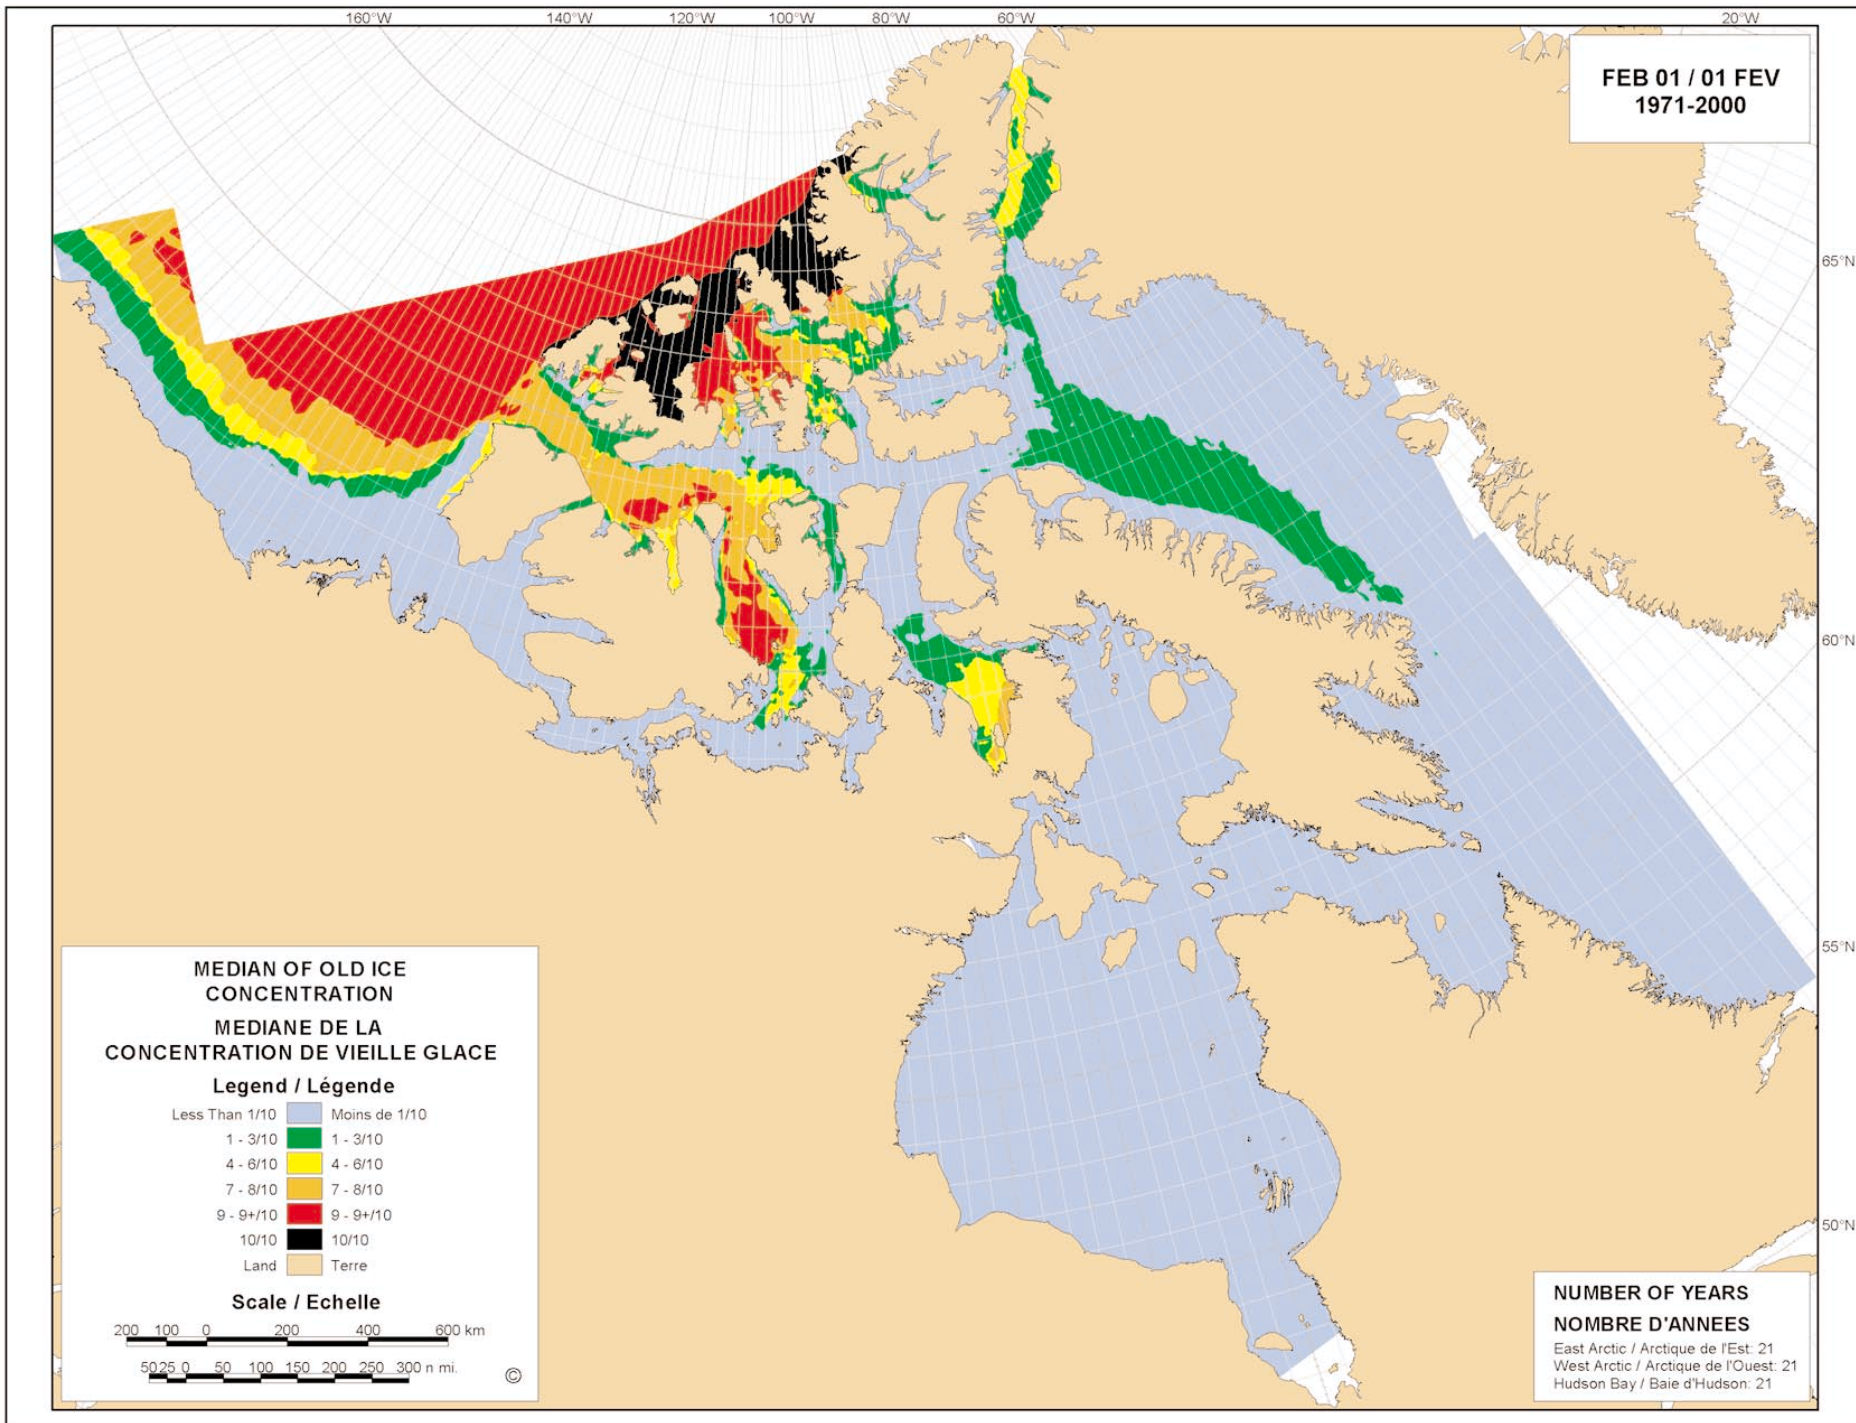 160°W 140°W 120°W 100°W 80°W 60°W 20°W
FEB 01 / 01 FEV
1971-2000
65°N
60°N
55°N
50°N
MEDIAN OF OLD ICE
CONCENTRATION
MEDIANE DE LA
CONCENTRATION DE VIEILLE GLACE
Legend / Légende
Less Than 1/10 Moins de 1/10
1 - 3/10 1 - 3/10
4 - 6/10 4 - 6/10
7 - 8/10 7 - 8/10
9 - 9+/10 9 - 9+/10
10/10 10/10
Land Terre
Scale / Echelle
200 100 0 200 400 600 km
50 25 0 50 100 150 200 250 300 n mi.
©
NUMBER OF YEARS
NOMBRE D'ANNEES
East Arctic / Arctique de l'Est: 21
West Arctic / Arctique de l'Ouest: 21
Hudson Bay / Baie d'Hudson: 21